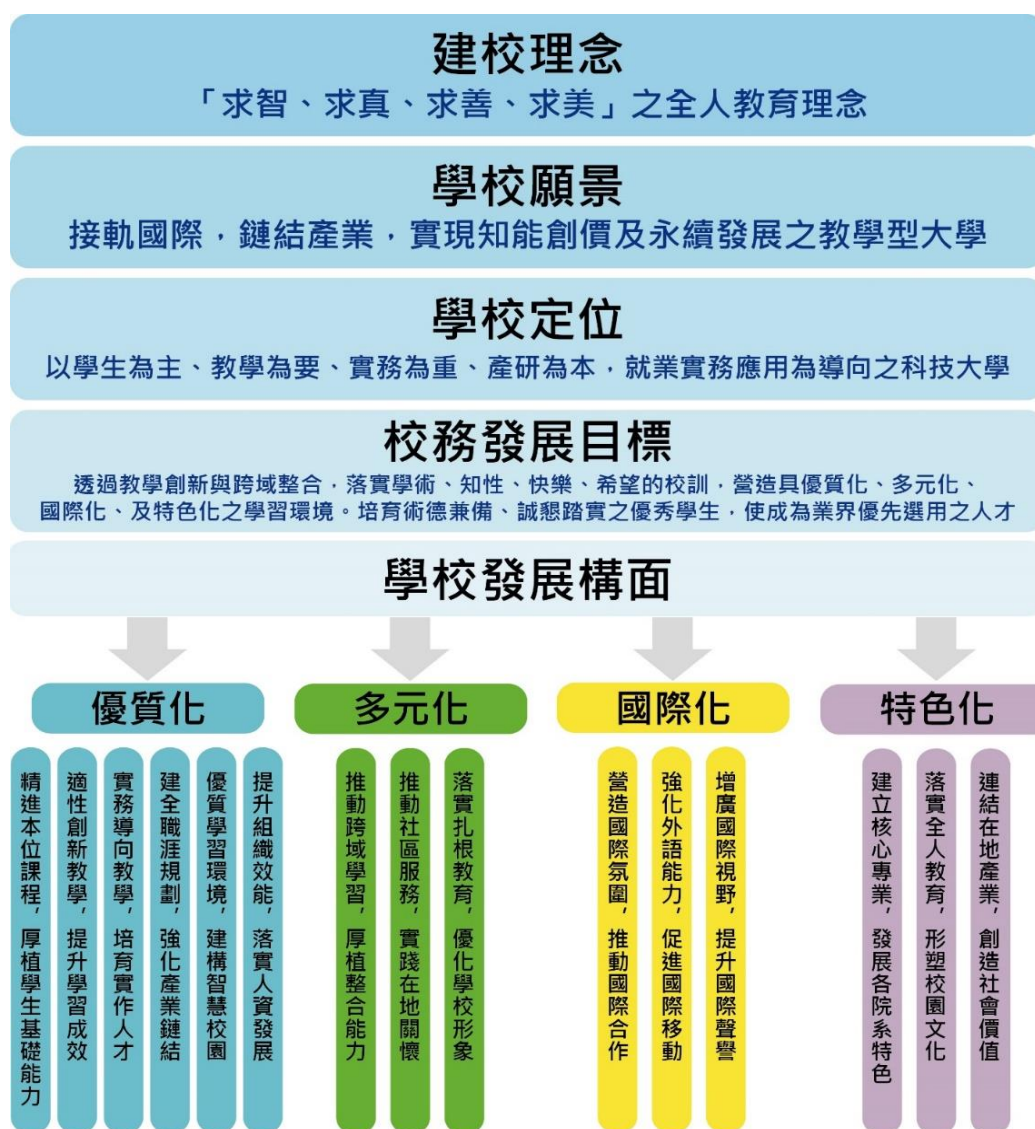 建校理念
「求智、求真、求善、求美」之全人教育理念
學校願景
接軌國際，鏈結產業，實現知能創價及永續發展之教學型大學
學校定位
以學生為主、教學為要、實務為重、產研為本，就業實務應用為導向之科技大學
校務發展目標
透過教學創新與跨域整合，落實學術、知性、快樂、希望的校訓，營造具優質化、多元化、
國際化、及特色化之學習環境。培育術德兼備、誠懇踏實之優秀學生，使成為業界優先選用之人才
學校發展構面
優質化
精進本位課程，厚植學生基礎能力
適性創新教學，提升學習成效
實務導向教學，培育實作人才
建全職涯規劃，強化產業鏈結
優質學習環境，建構智慧校園
提升組織效能，落實人資發展
多元化
推動跨域學習，厚植整合能力
推動社區服務，實踐在地關懷
落實扎根教育，優化學校形象
國際化
營造國際氛圍，推動國際合作
強化外語能力，促進國際移動
增廣國際視野，提升國際聲譽
特色化
建立核心專業，發展各院系特色
落實全人教育，形塑校園文化
連結在地產業，創造社會價值